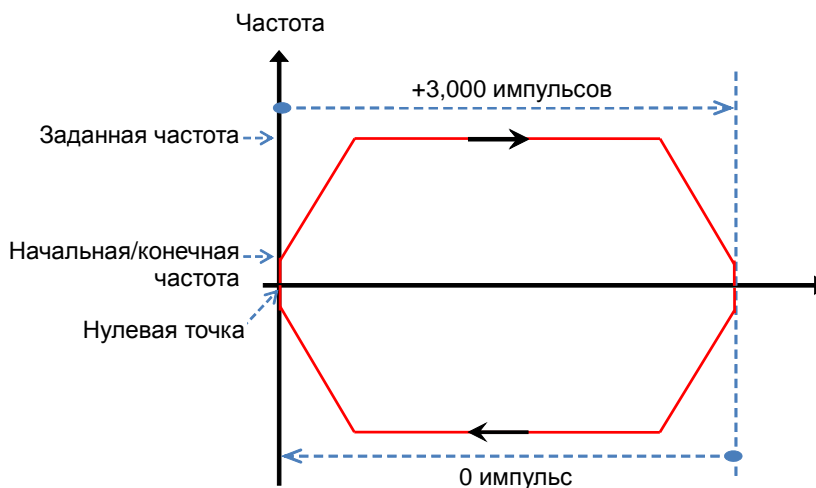 Частота
+3,000 импульсов
Заданная частота
Начальная/конечная
частота
Нулевая точка
0 импульс